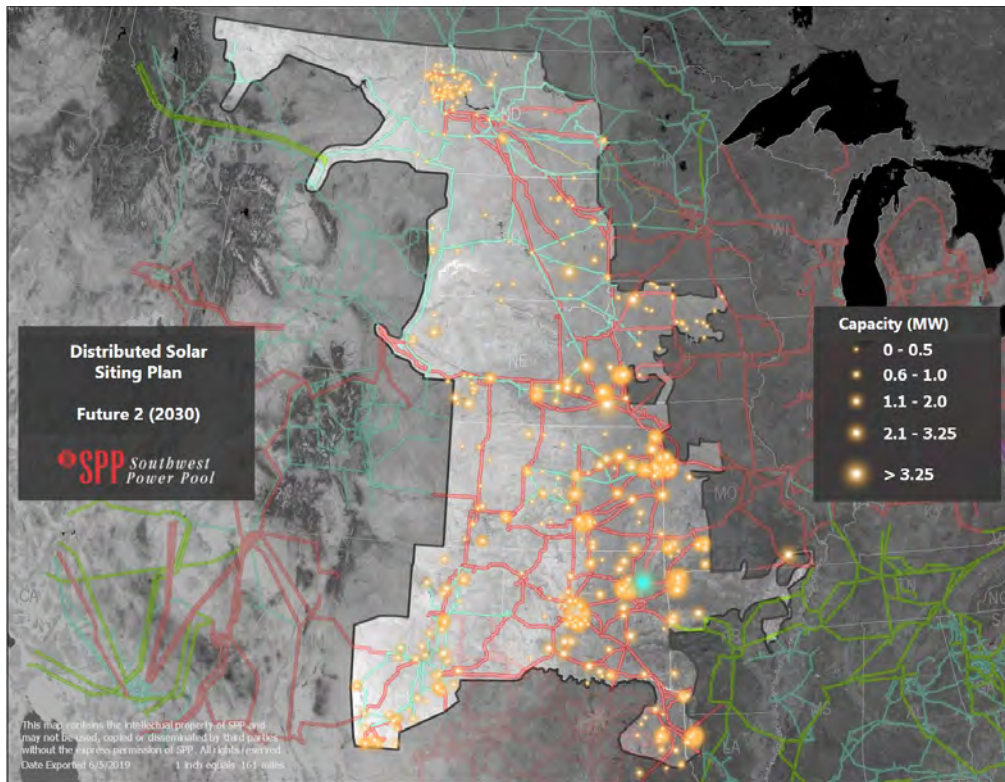 ND
WI
NE
MO
CA
LA
Distributed Solar
Siting Plan
Future 2 (2030)
SPP Southwest
Power Pool
Capacity (MW)
0 - 0.5
0.6 - 1.0
1.1 - 2.0
2.1 - 3.25
> 3.25
This map contains the intellectual property of SPP and
may not be used, copied or disseminated by third parties
without the express permission of SPP. All rights reserved.
Date Exported 6/5/2019 1 inch equals 161 miles